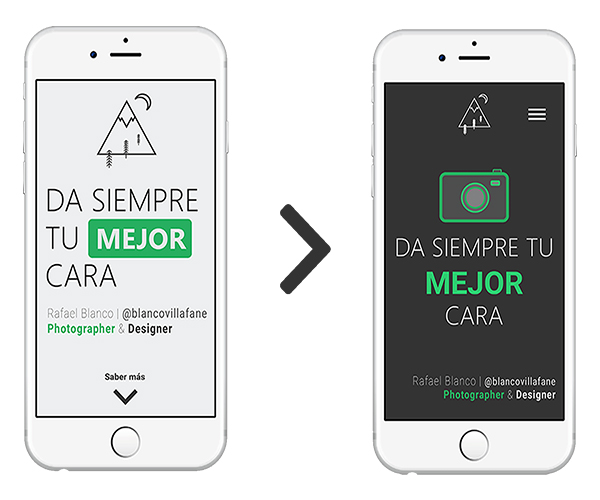 DA SIEMPRE
TU MEJOR
CARA
Rafael Blanco | @blancovillafane
Photographer & Designer
Saber más
DA SIEMPRE TU
MEJOR
CARA
Rafael Blanco | @blancovillafane
Photographer & Designer